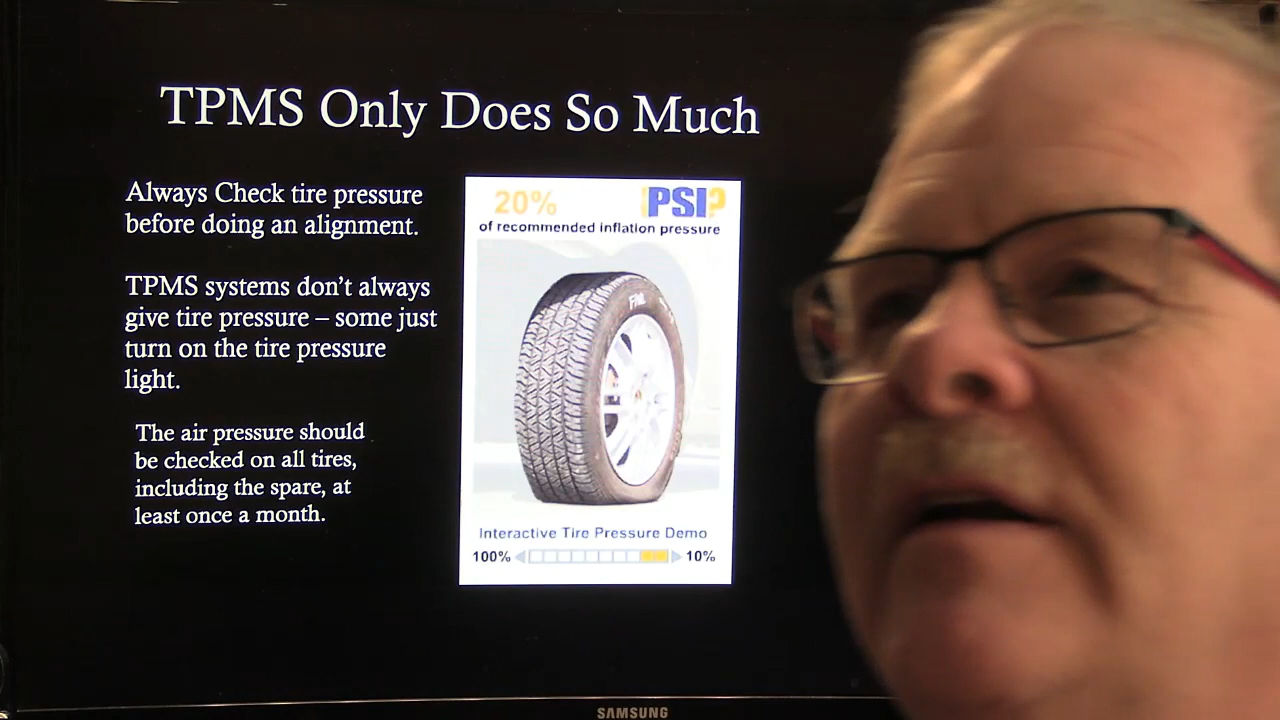 TPMS Only Does So Much
Always Check tire pressure
before doing an alignment.
TPMS systems don’t always
give tire pressure – some just
turn on the tire pressure
light.
The air pressure should
be checked on all tires,
including the spare, at
least once a month.
20%
PSI?
of recommended inflation pressure
Interactive Tire Pressure Demo
100%
10%
SAMSUNG